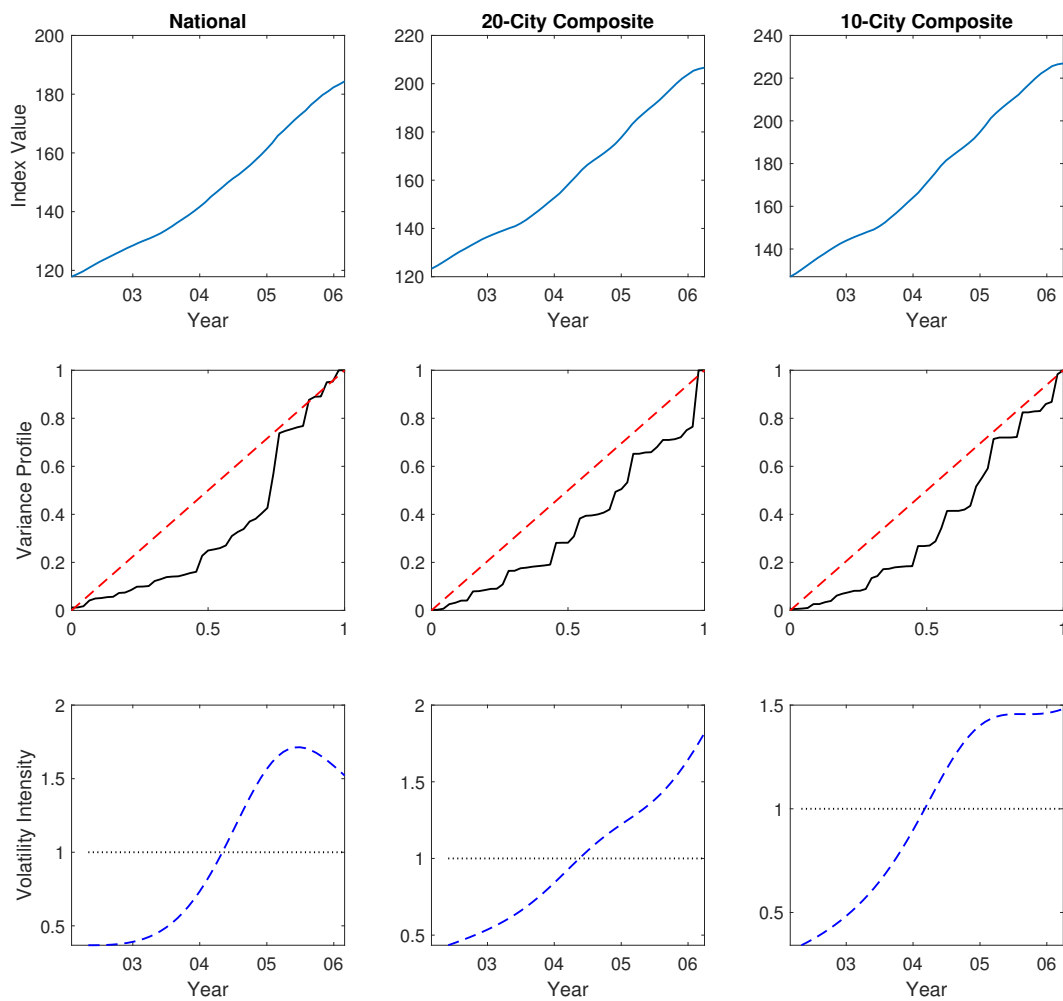 National
200
180
160
140
120
Index Value
03 04 05 06
Year
20-City Composite
220
200
180
160
140
120
03 04 05 06
Year
10-City Composite
240
220
200
180
160
140
03 04 05 06
Year
1
0.8
0.6
0.4
0.2
0
Variance Profile
0 0.5 1
1
0.8
0.6
0.4
0.2
0
0 0.5 1
1
0.8
0.6
0.4
0.2
0
0 0.5 1
2
1.5
1
0.5
Volatility Intensity
03 04 05 06
Year
2
1.5
1
0.5
03 04 05 06
Year
1.5
1
0.5
03 04 05 06
Year